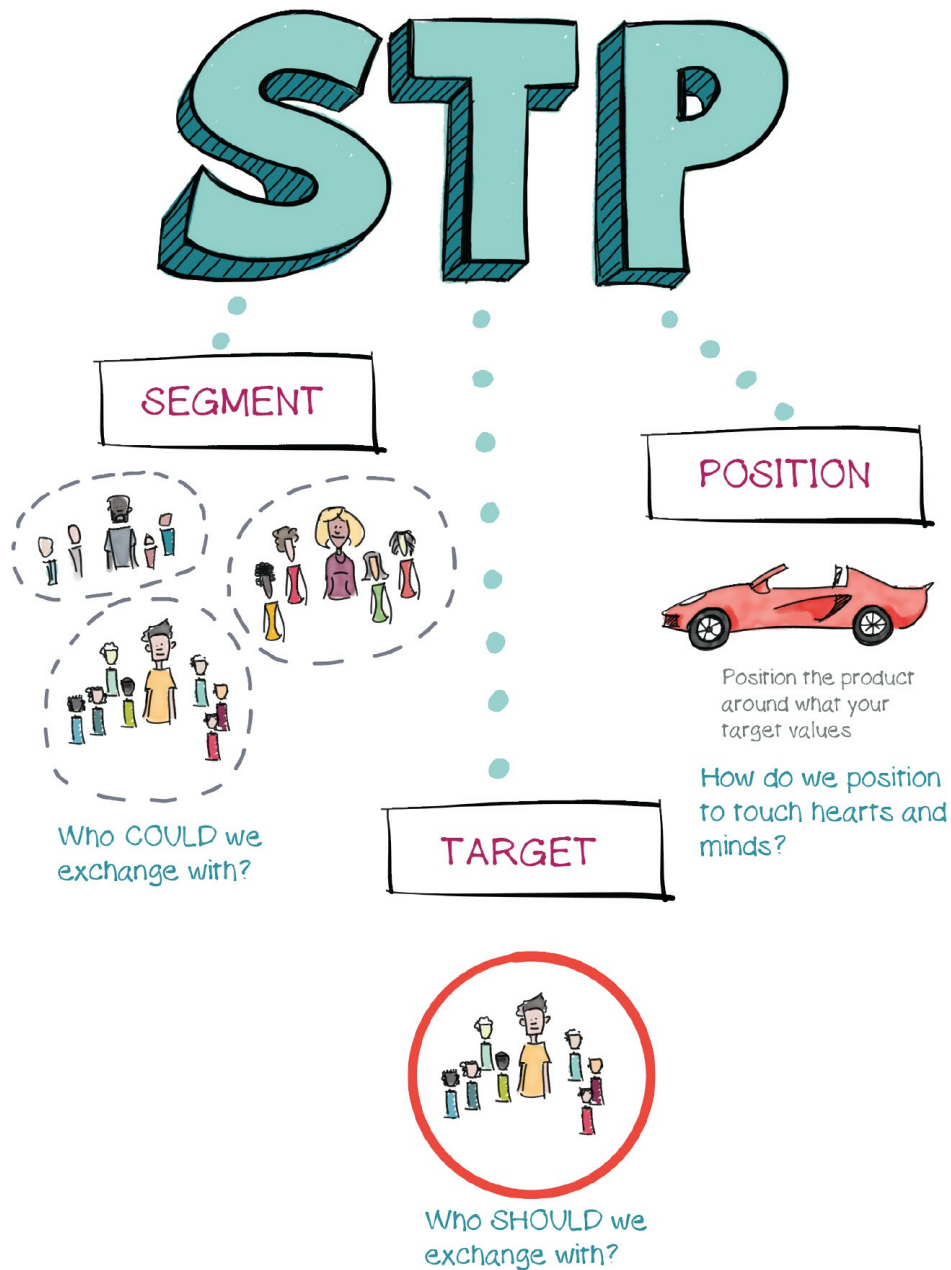 STP
SEGMENT
Who COULD we
exchange with?
TARGET
Who SHOULD we
exchange with?
POSITION
Position the product
around what your
target values
How do we position
to touch hearts and
minds?